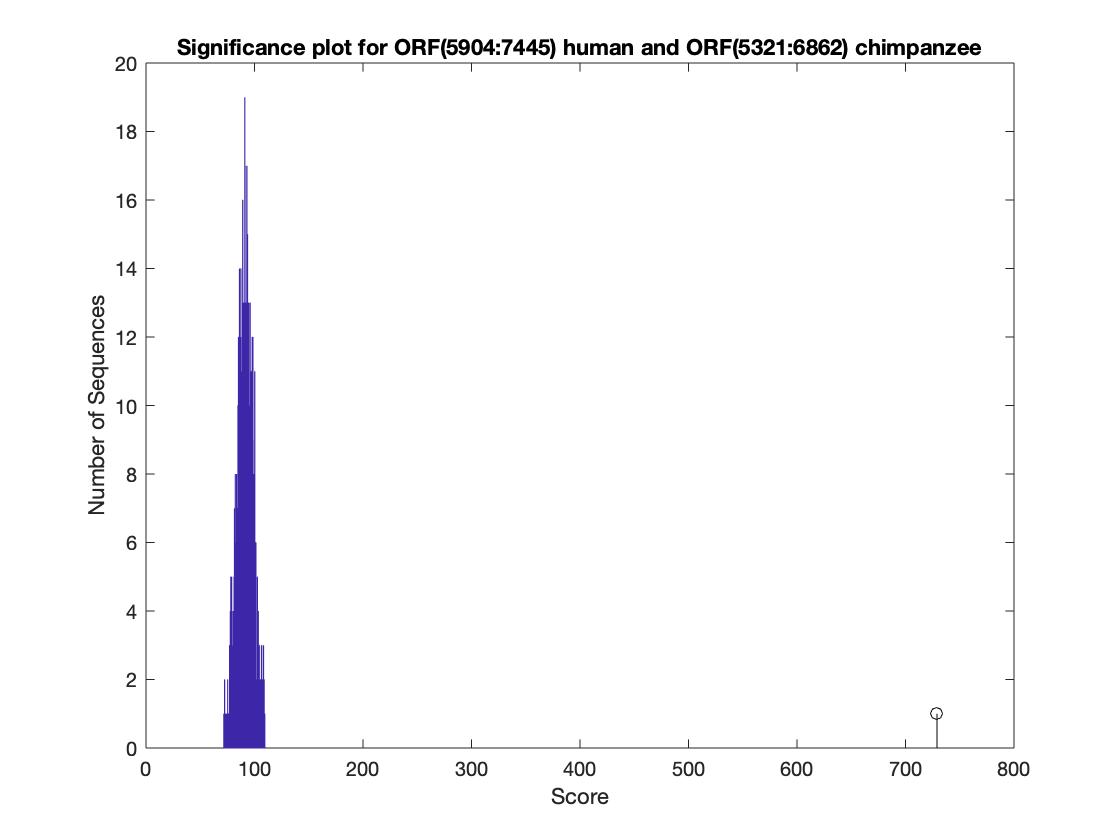 Significance plot for ORF(5904:7445) human and ORF(5321:6862) chimpanzee
20
18
16
14
12
10
8
6
4
2
0
Number of Sequences
0 100 200 300 400 500 600 700 800
Score